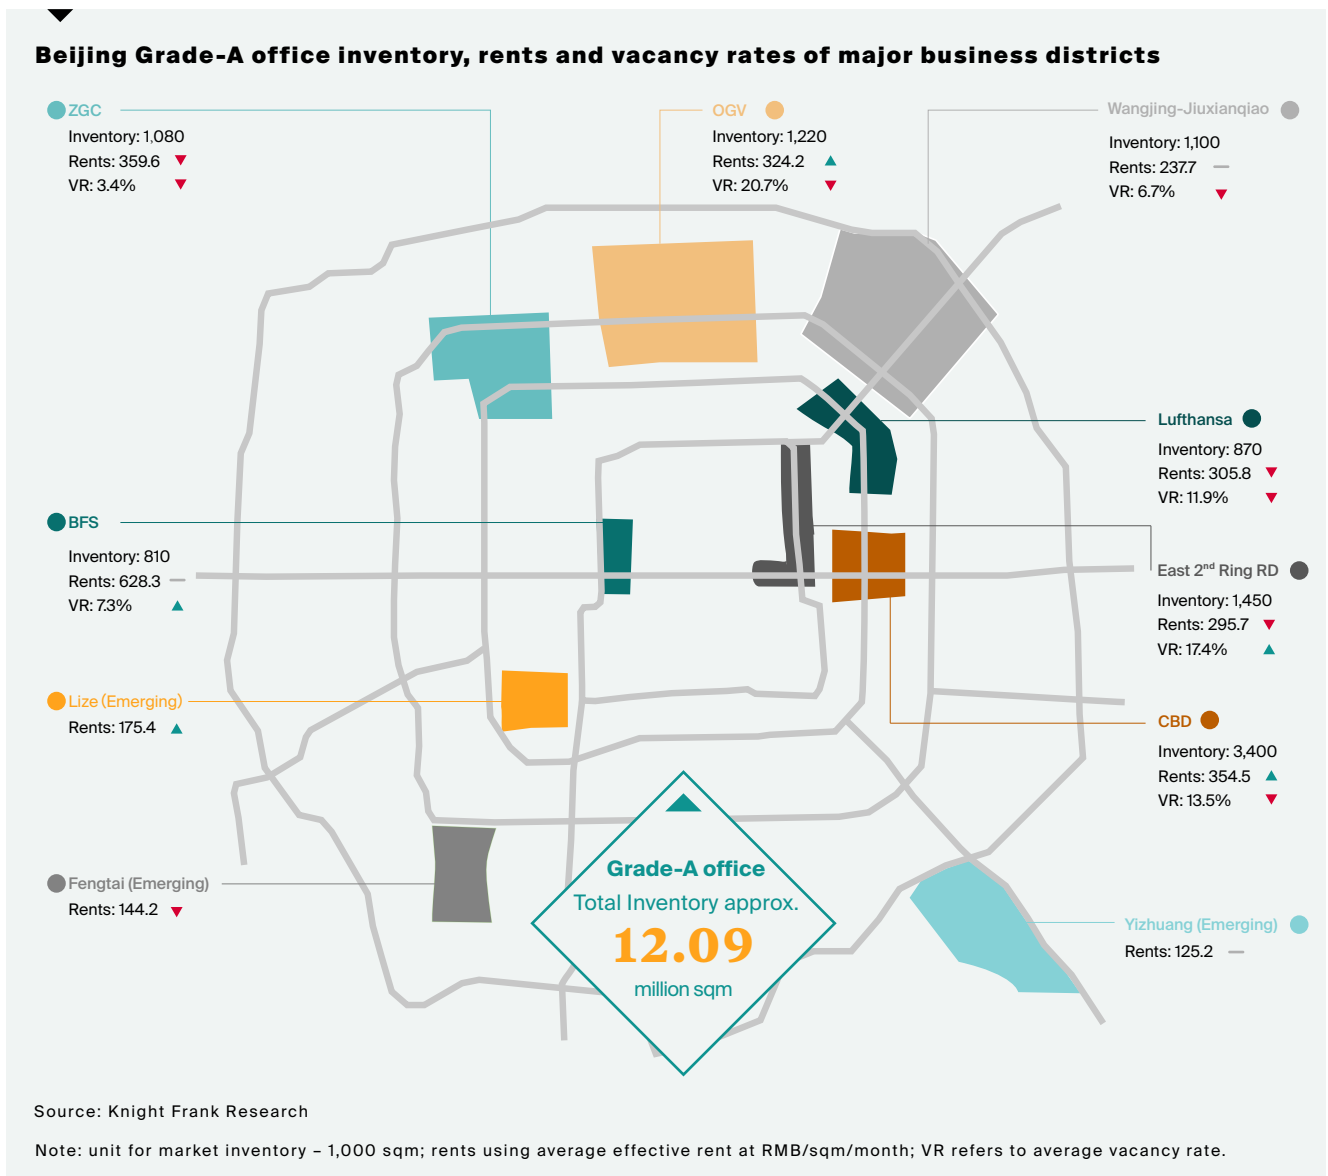 Beijing Grade-A office inventory, rents and vacancy rates of major business districts
ZGC
Inventory: 1,080
Rents: 359.6
VR: 3.4%
OGV
Inventory: 1,220
Rents: 324.2
VR: 20.7%
Wangjing-Jiuxianqiao
Inventory: 1,100
Rents: 237.7
VR: 6.7%
Lufthansa
Inventory: 870
Rents: 305.8
VR: 11.9%
BFS
Inventory: 810
Rents: 628.3
VR: 7.3%
East 2nd Ring RD
Inventory: 1,450
Rents: 295.7
VR: 17.4%
Lize (Emerging)
Rents: 175.4
CBD
Inventory: 3,400
Rents: 354.5
VR: 13.5%
Fengtai (Emerging)
Rents: 144.2
Grade-A office
Total Inventory approx.
12.09
million sqm
Yizhuang (Emerging)
Rents: 125.2
Source: Knight Frank Research
Note: unit for market inventory – 1,000 sqm; rents using average effective rent at RMB/sqm/month; VR refers to average vacancy rate.